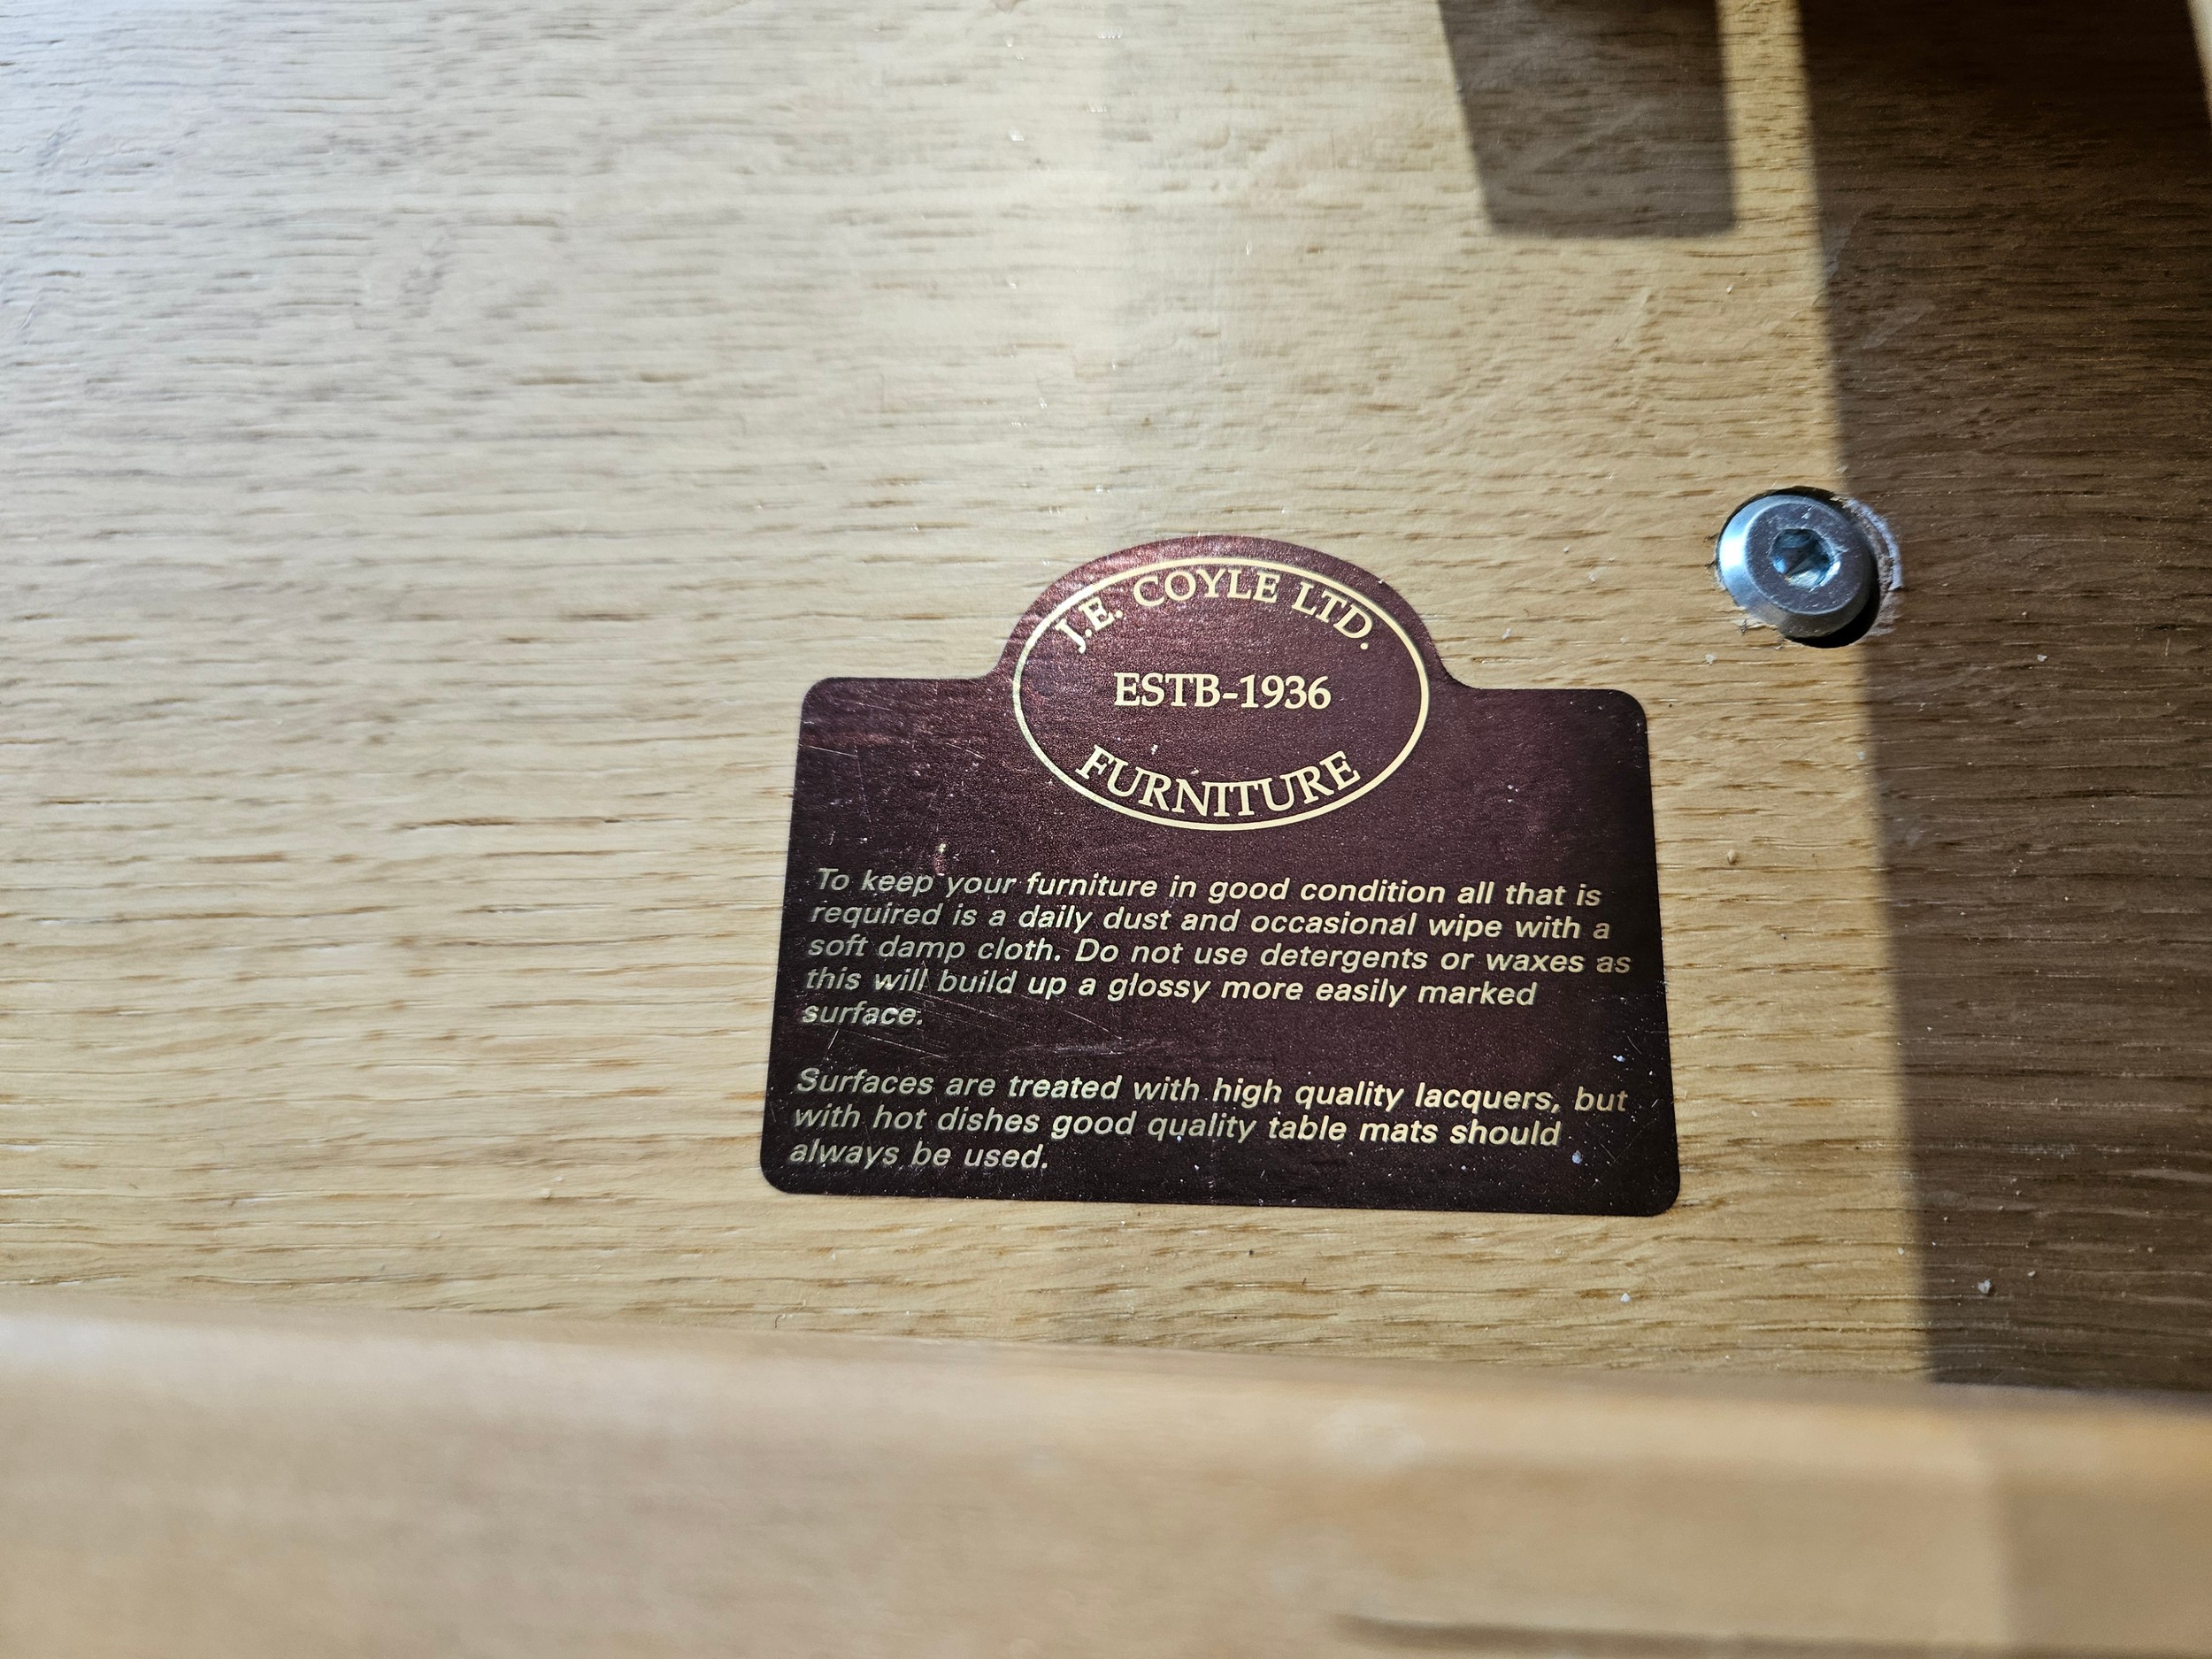 J.E. COYLE LTD.
ESTB-1936
FURNITURE
To keep your furniture in good condition all that is
required is a daily dust and occasional wipe with a
soft damp cloth. Do not use detergents or waxes as
this will build up a glossy more easily marked
surface.
Surfaces are treated with high quality lacquers, but
with hot dishes good quality table mats should
always be used.